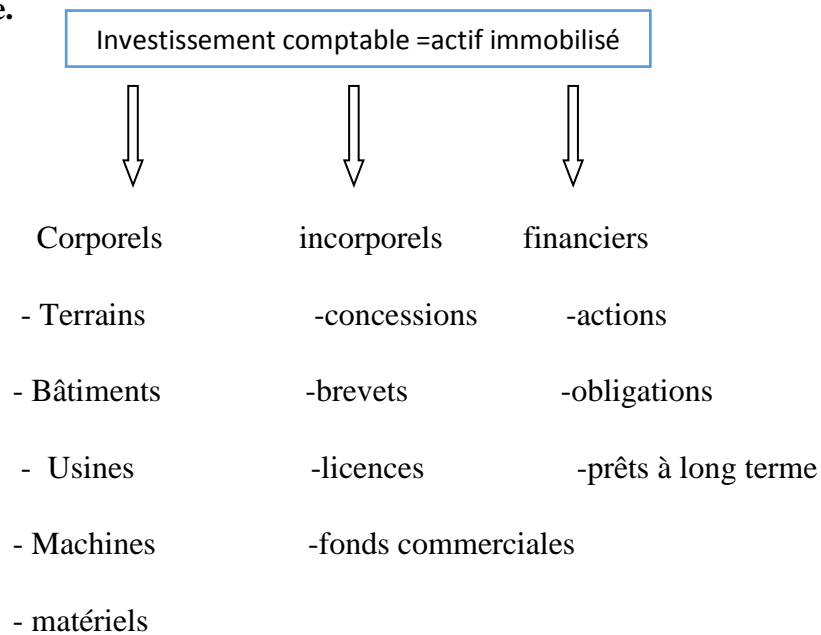 e.
Investissement comptable =actif immobilisé
Corporels incorporels financiers
- Terrains -concessions -actions
- Bâtiments -brevets -obligations
- Usines -licences -prêts à long terme
- Machines -fonds commerciales
- matériels